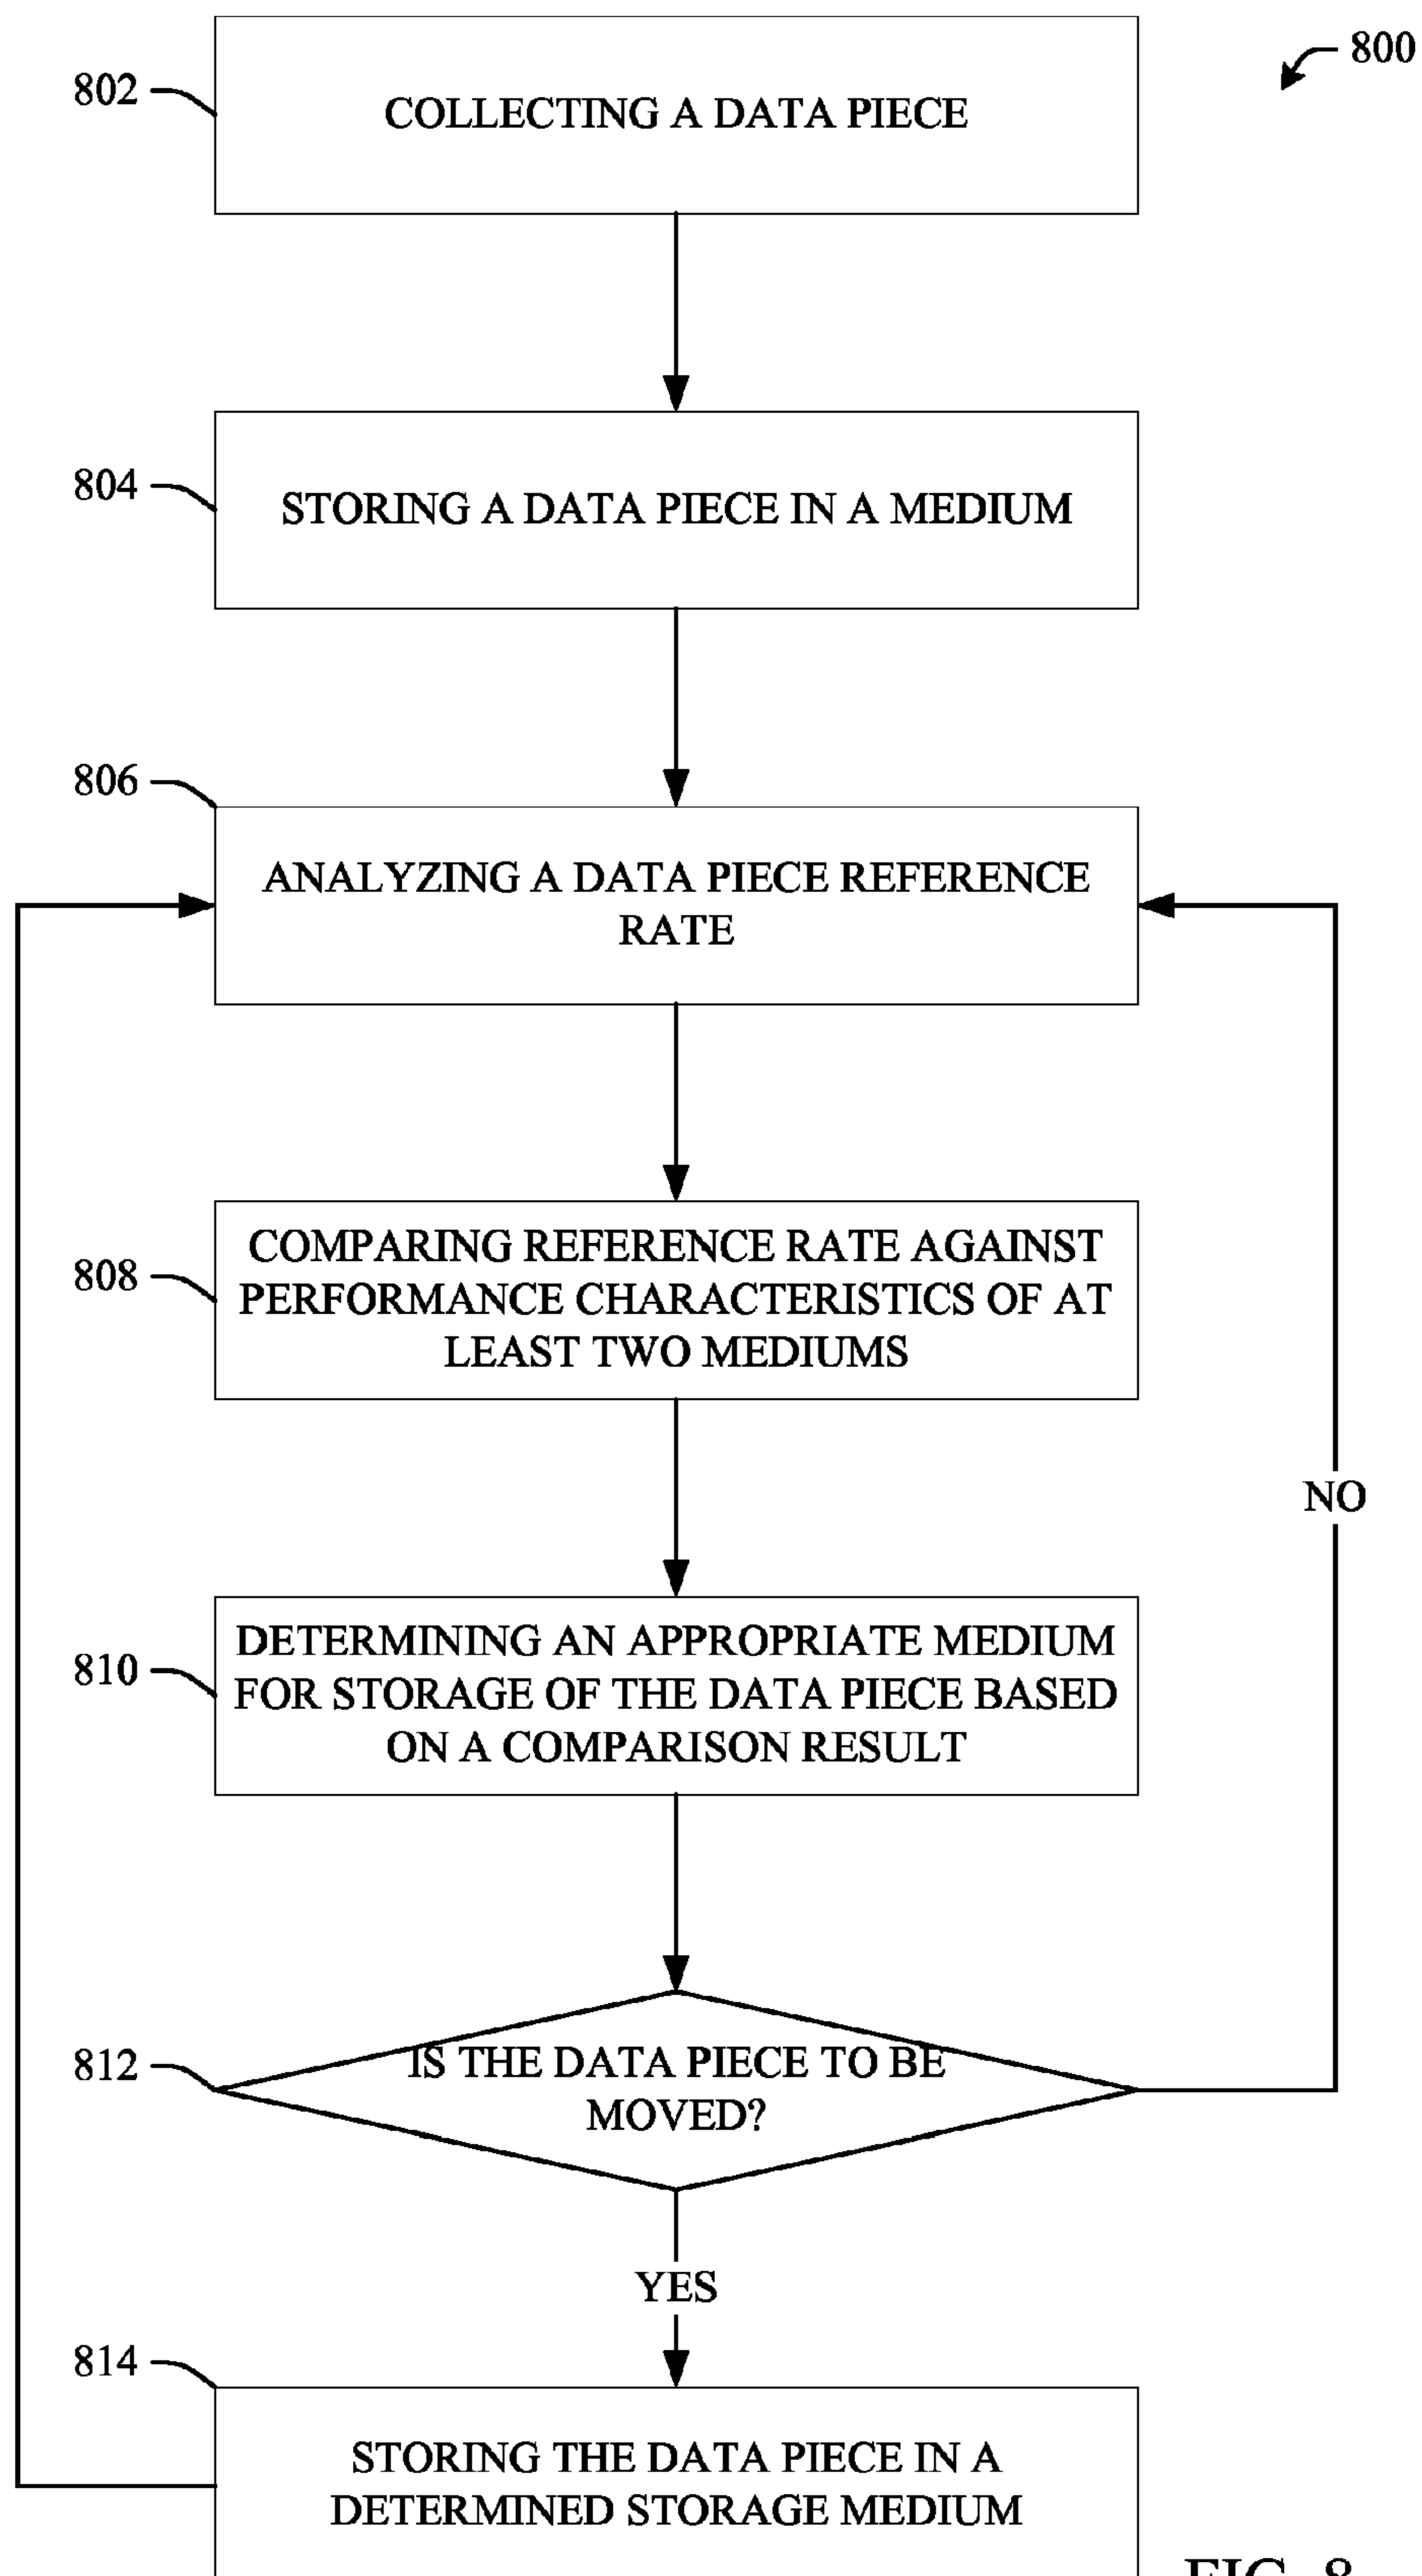 800
802
COLLECTING A DATA PIECE
804
STORING A DATA PIECE IN A MEDIUM
806
ANALYZING A DATA PIECE REFERENCE
RATE
808
COMPARING REFERENCE RATE AGAINST
PERFORMANCE CHARACTERISTICS OF AT
LEAST TWO MEDIUMS
NO
810
DETERMINING AN APPROPRIATE MEDIUM
FOR STORAGE OF THE DATA PIECE BASED
ON A COMPARISON RESULT
812
IS THE DATA PIECE TO BE
MOVED?
YES
814
STORING THE DATA PIECE IN A
DETERMINED STORAGE MEDIUM
FIG. 8